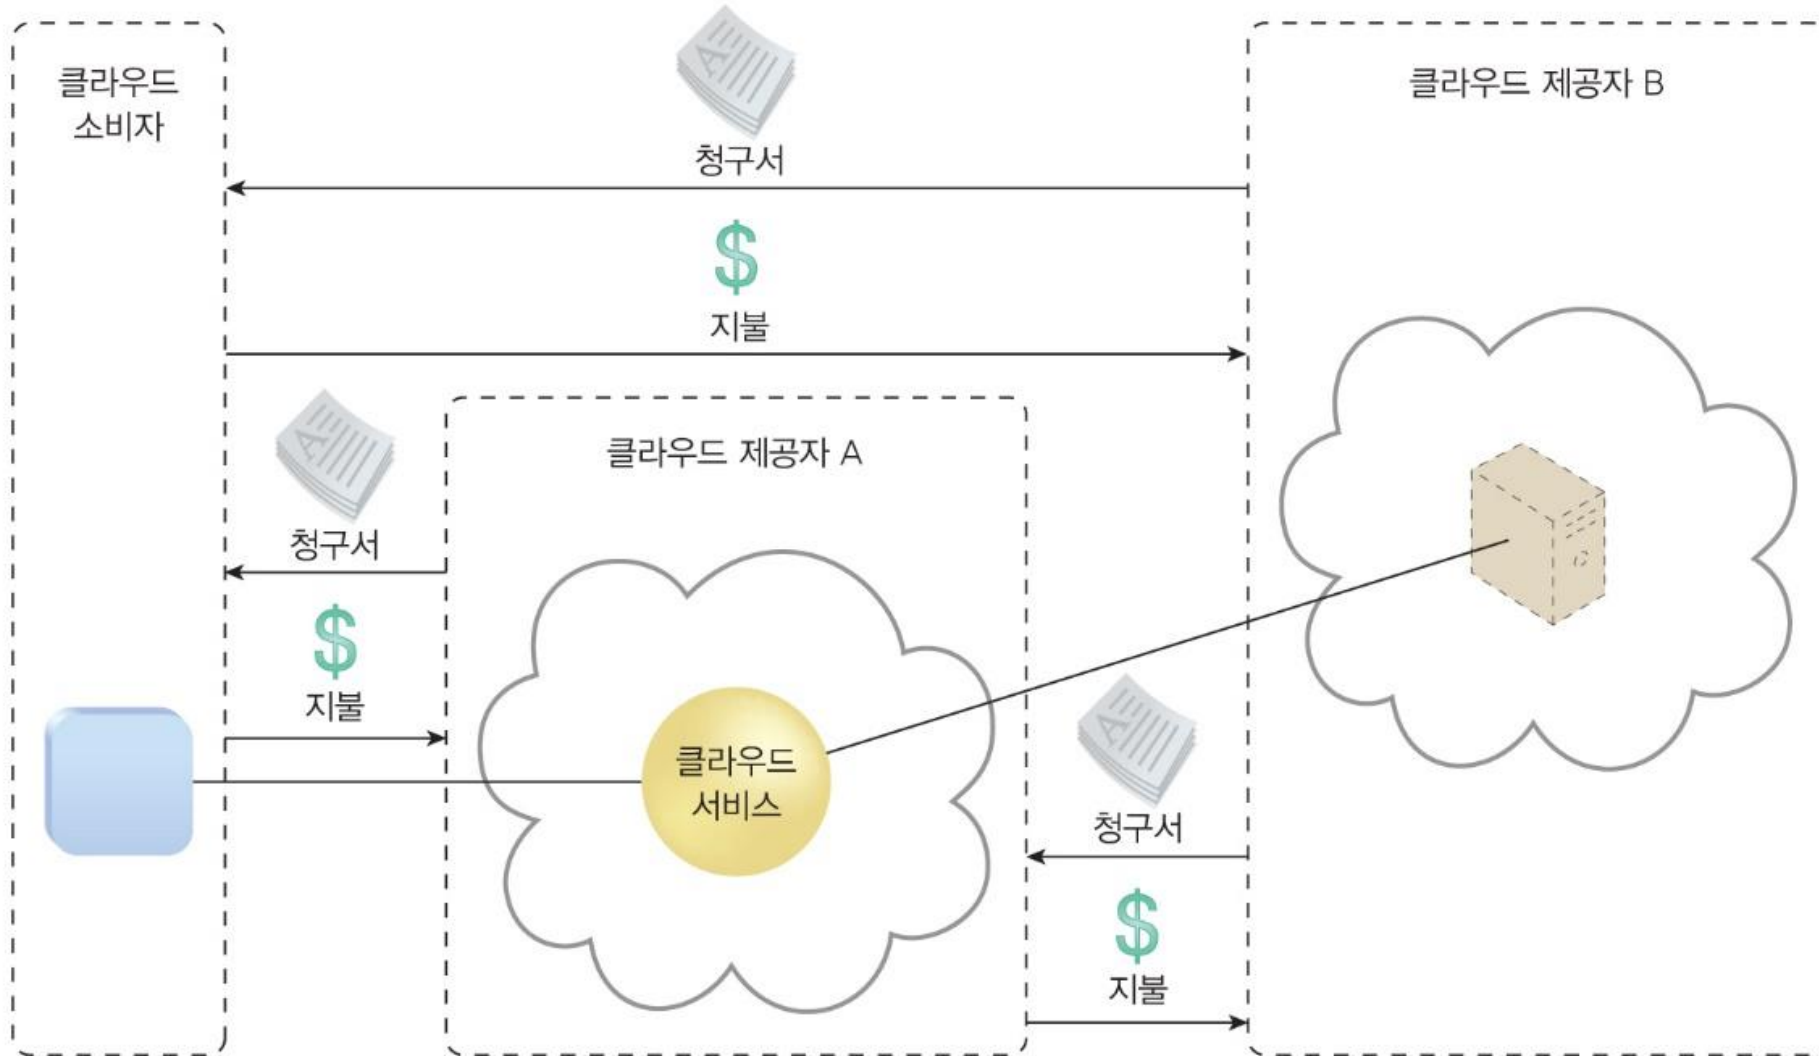 클라우드
소비자
청구서
지불
클라우드 제공자 B
클라우드 제공자 A
청구서
지불
클라우드
서비스
청구서
지불